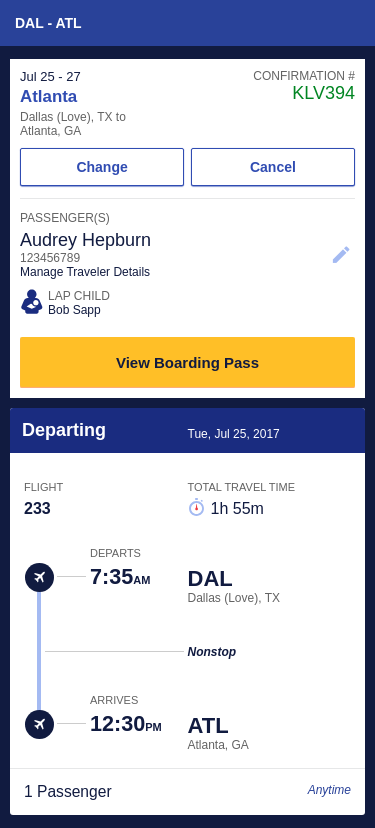 DAL - ATL
Jul 25 - 27
CONFIRMATION #
Atlanta
KLV394
Dallas (Love), TX to
Atlanta, GA
Change
Cancel
PASSENGER(S)
Audrey Hepburn
123456789
Manage Traveler Details
LAP CHILD
Bob Sapp
View Boarding Pass
Departing
Tue, Jul 25, 2017
FLIGHT
TOTAL TRAVEL TIME
233
1h 55m
DEPARTS
7:35AM
DAL
Dallas (Love), TX
Nonstop
ARRIVES
12:30PM
ATL
Atlanta, GA
1 Passenger
Anytime